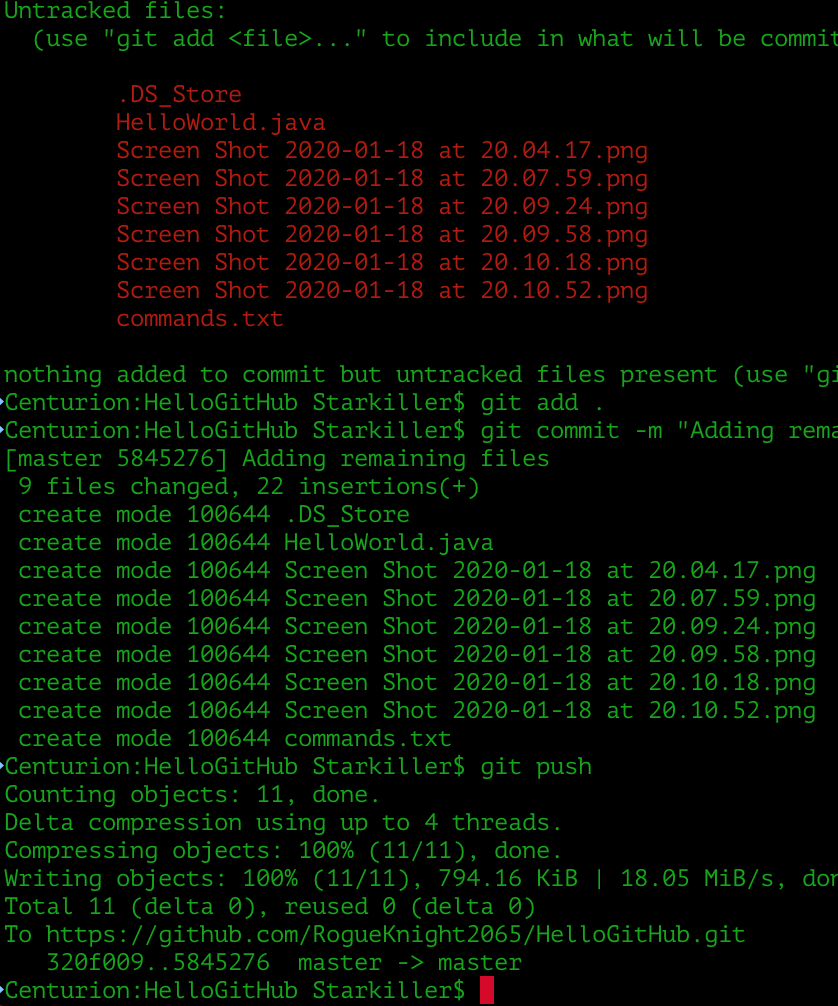 Untracked files:
(use "git add <file>..." to include in what will be commit
.DS_Store
HelloWorld.java
Screen Shot 2020-01-18 at 20.04.17.png
Screen Shot 2020-01-18 at 20.07.59.png
Screen Shot 2020-01-18 at 20.09.24.png
Screen Shot 2020-01-18 at 20.09.58.png
Screen Shot 2020-01-18 at 20.10.18.png
Screen Shot 2020-01-18 at 20.10.52.png
commands.txt
nothing added to commit but untracked files present (use "gi
Centurion:HelloGitHub Starkiller$ git add .
Centurion:HelloGitHub Starkiller$ git commit -m "Adding rema
[master 5845276] Adding remaining files
9 files changed, 22 insertions(+)
create mode 100644 .DS_Store
create mode 100644 HelloWorld.java
create mode 100644 Screen Shot 2020-01-18 at 20.04.17.png
create mode 100644 Screen Shot 2020-01-18 at 20.07.59.png
create mode 100644 Screen Shot 2020-01-18 at 20.09.24.png
create mode 100644 Screen Shot 2020-01-18 at 20.09.58.png
create mode 100644 Screen Shot 2020-01-18 at 20.10.18.png
create mode 100644 Screen Shot 2020-01-18 at 20.10.52.png
create mode 100644 commands.txt
Centurion:HelloGitHub Starkiller$ git push
Counting objects: 11, done.
Delta compression using up to 4 threads.
Compressing objects: 100% (11/11), done.
Writing objects: 100% (11/11), 794.16 KiB | 18.05 MiB/s, don
Total 11 (delta 0), reused 0 (delta 0)
To https://github.com/RogueKnight2065/HelloGitHub.git
320f009..5845276  master -> master
Centurion:HelloGitHub Starkiller$